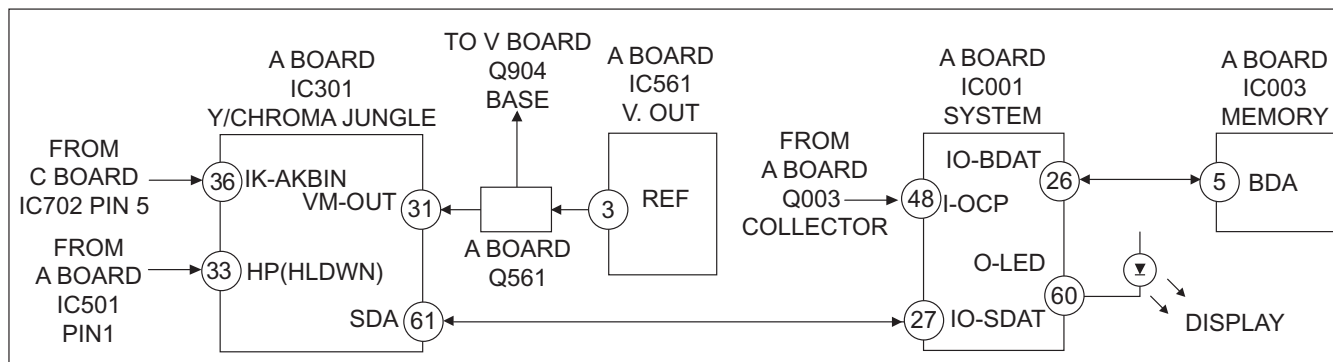 A BOARD
IC301
Y/CHROMA JUNGLE
FROM
C BOARD
IC702 PIN 5
36
IK-AKBIN
VM-OUT
31
FROM
A BOARD
IC501
PIN1
33
HP(HLDWN)
SDA
61
TO V BOARD
Q904
BASE
A BOARD
Q561
A BOARD
IC561
V. OUT
3
REF
A BOARD
IC001
SYSTEM
FROM
A BOARD
Q003
COLLECTOR
48
I-OCP
IO-BDAT
26
O-LED
60
27
IO-SDAT
DISPLAY
A BOARD
IC003
MEMORY
5
BDA